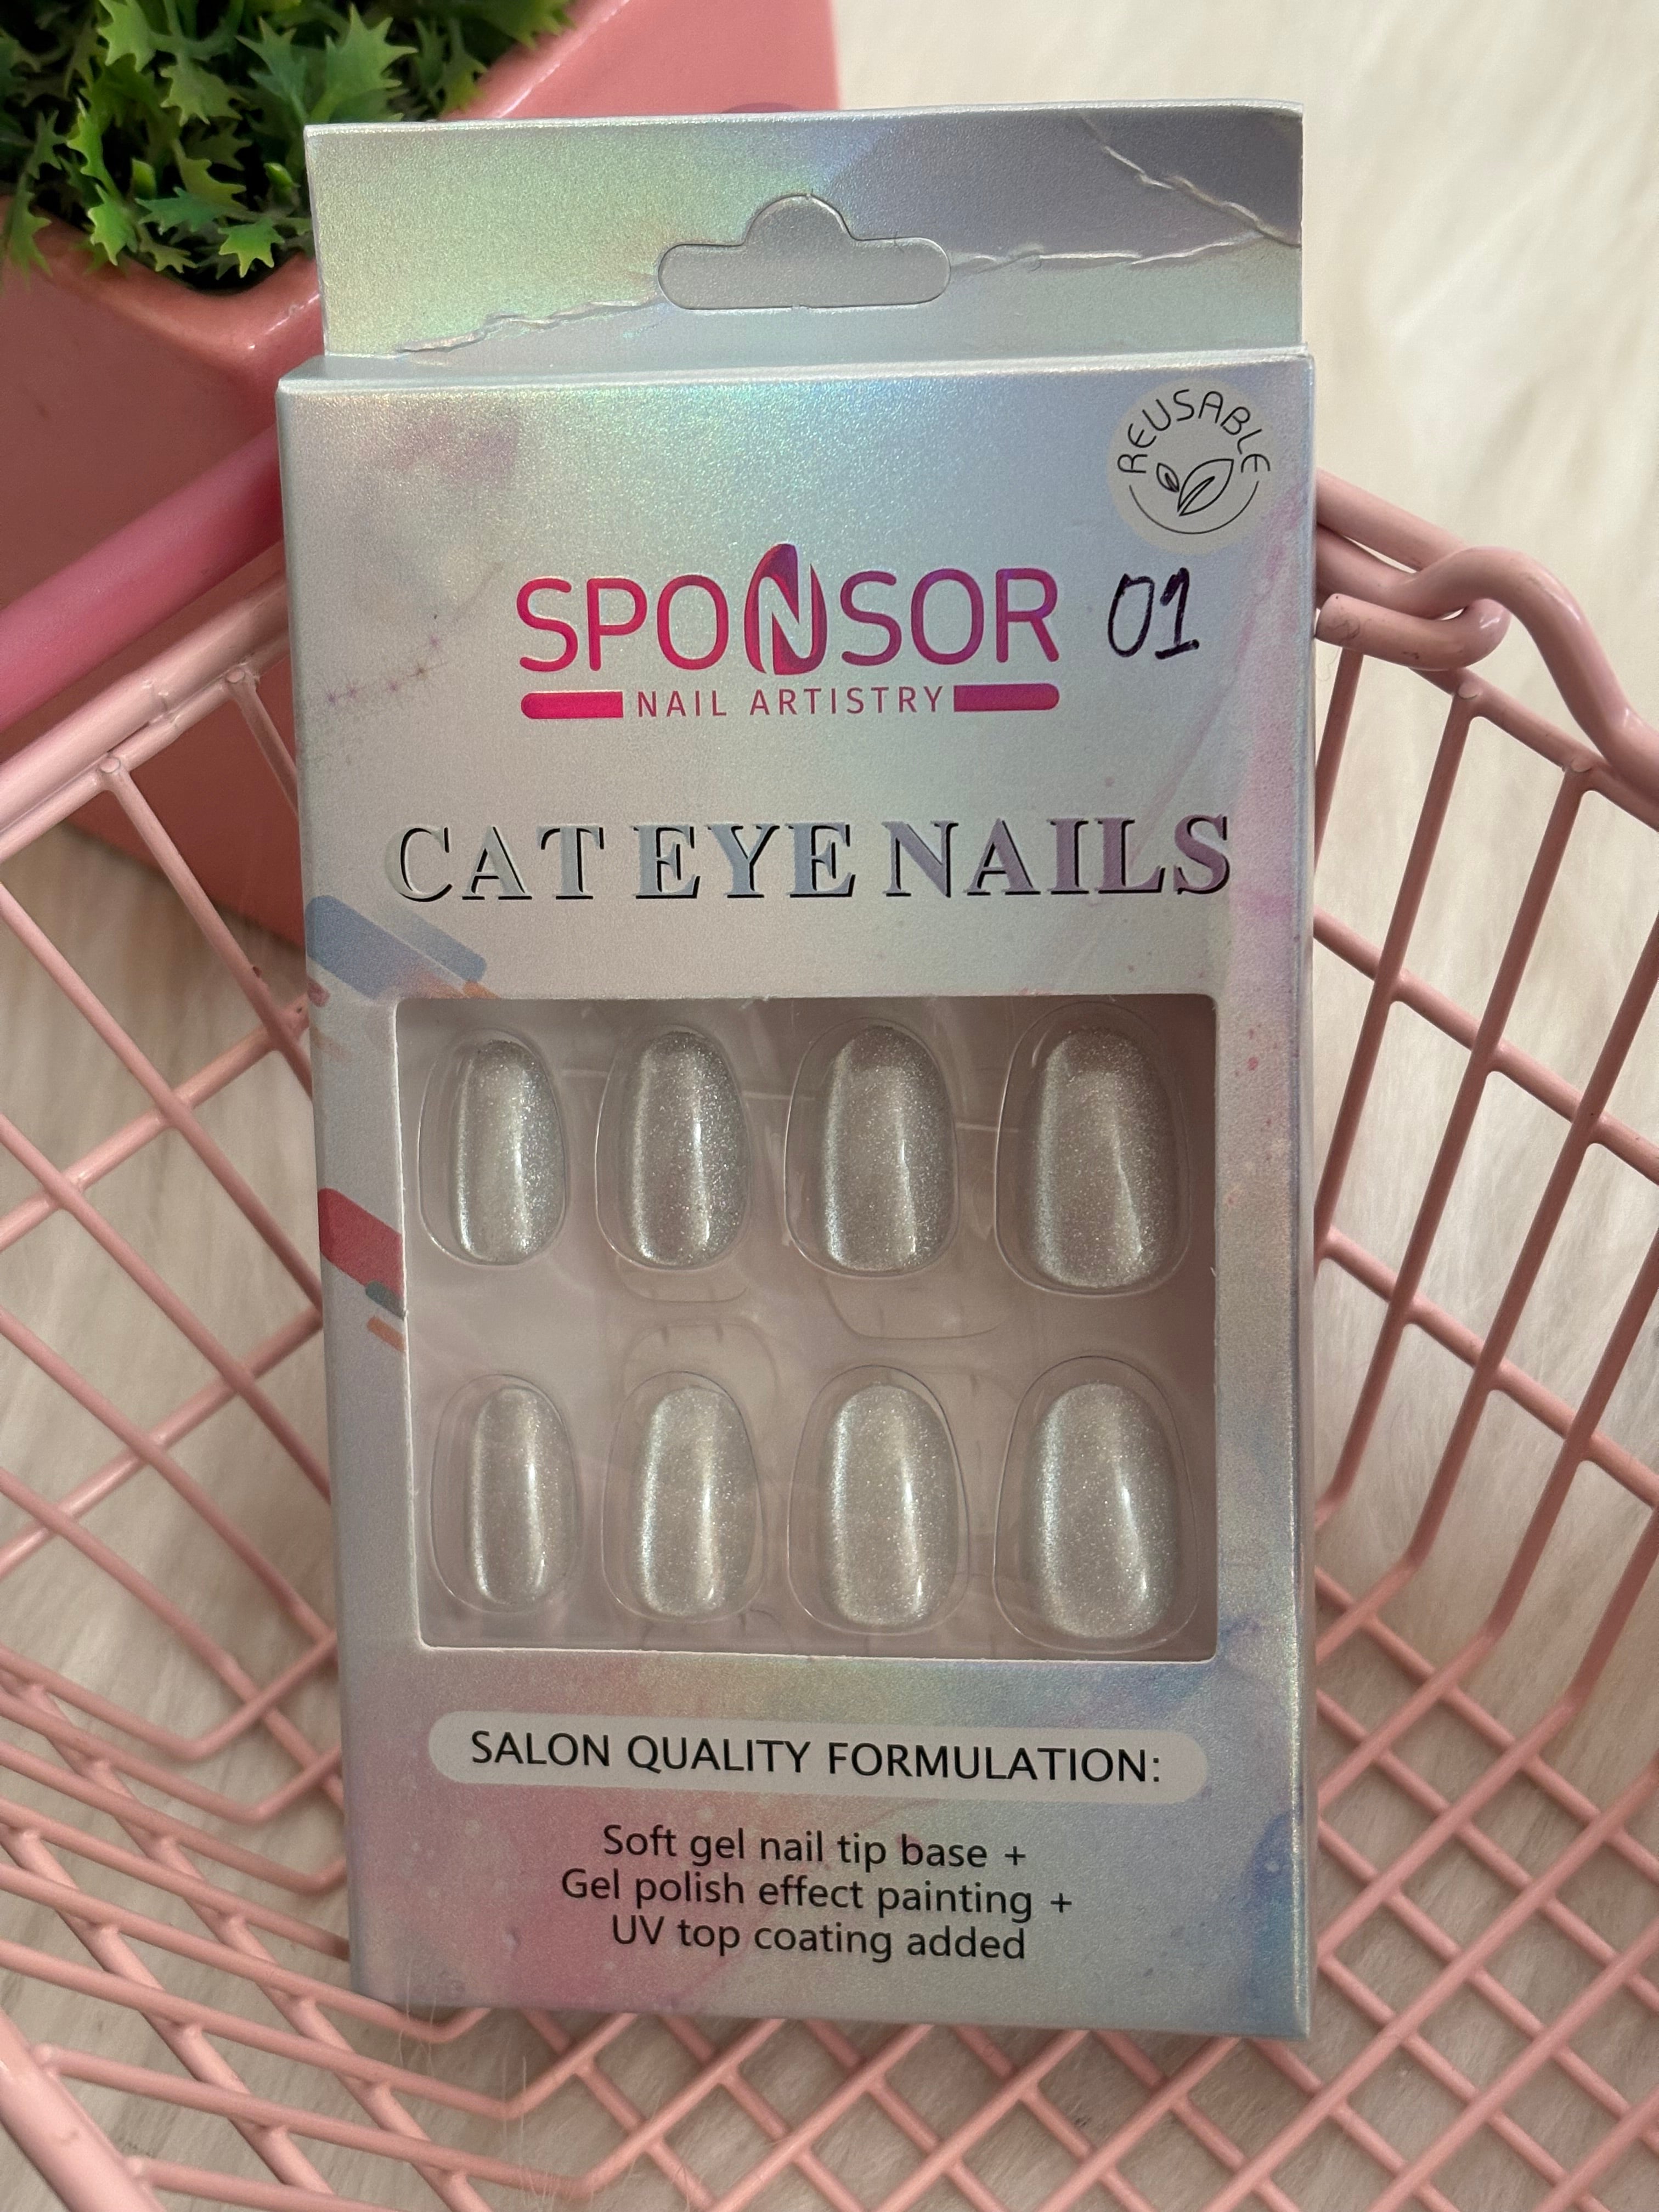 REUSABLE
SPONSOR 01
NAIL ARTISTRY
CAT EYE NAILS
SALON QUALITY FORMULATION:
Soft gel nail tip base +
Gel polish effect painting +
UV top coating added